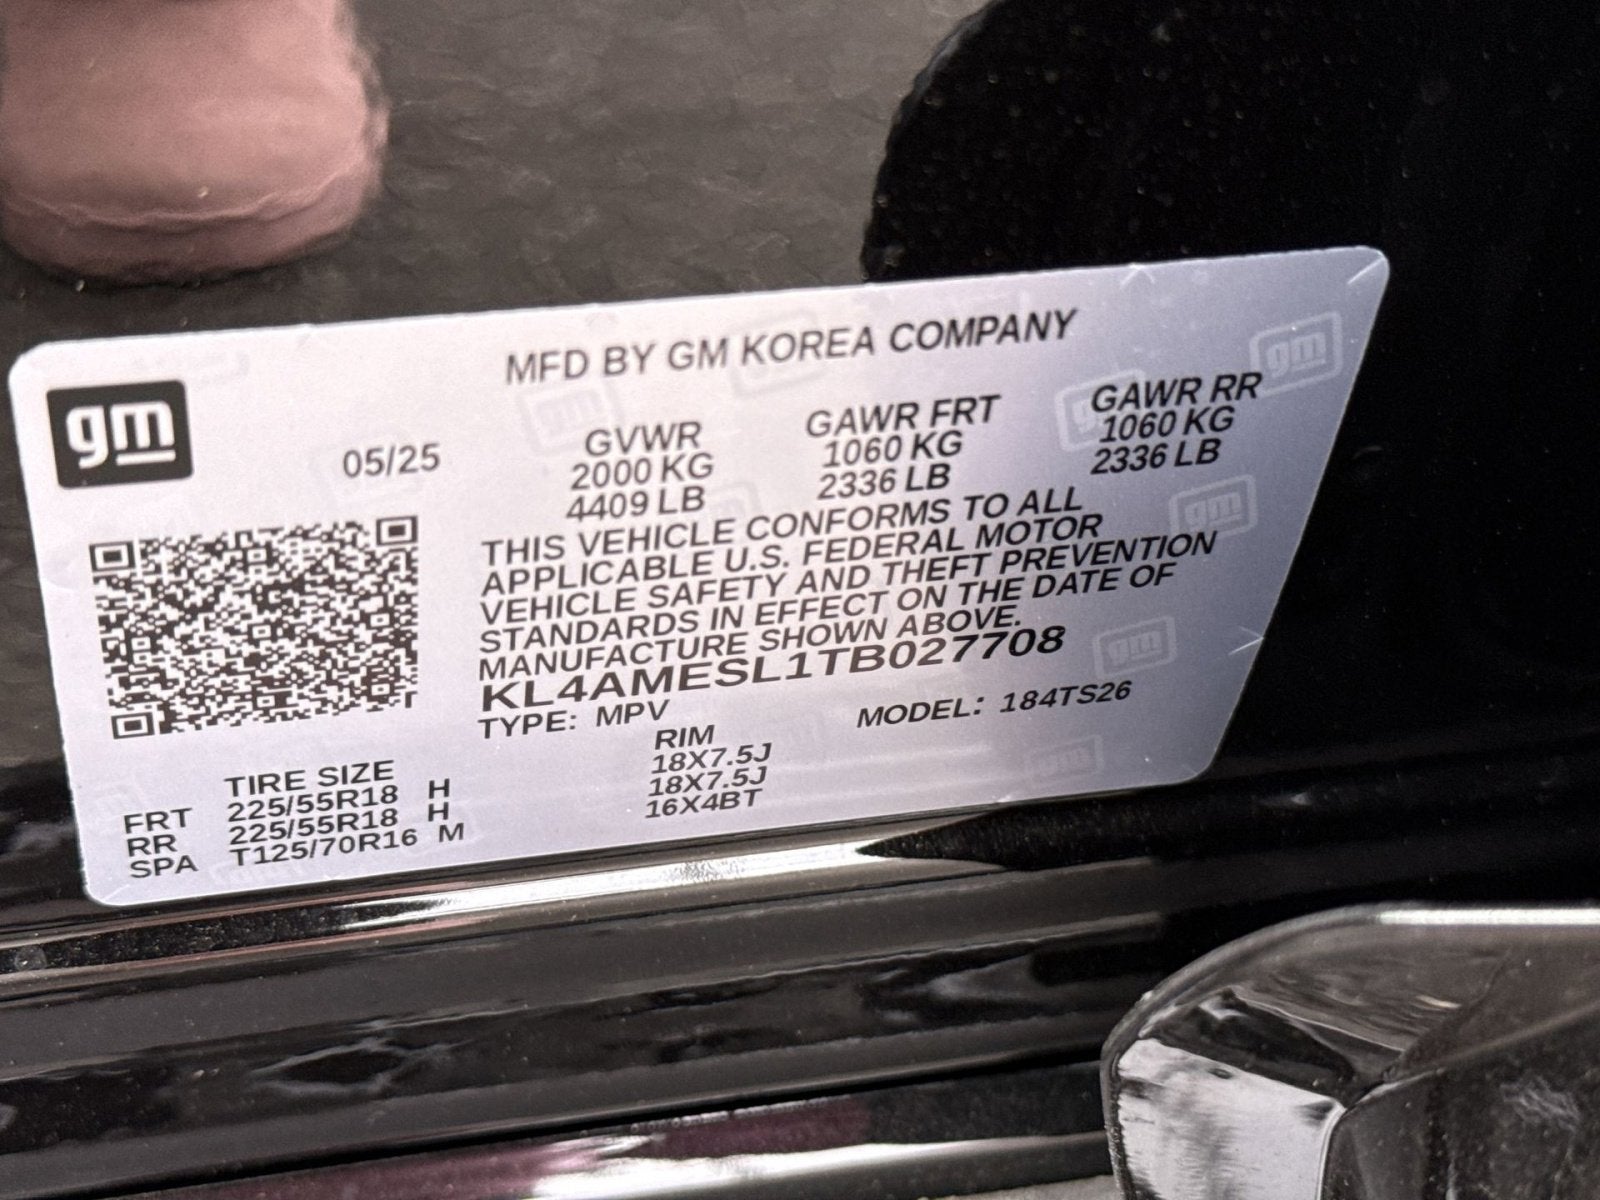 MFD BY GM KOREA COMPANY
gm
05/25
GVWR GAWR FRT GAWR RR
2000 KG 1060 KG 1060 KG
4409 LB 2336 LB 2336 LB
THIS VEHICLE CONFORMS TO ALL
APPLICABLE U.S. FEDERAL MOTOR
VEHICLE SAFETY AND THEFT PREVENTION
STANDARDS IN EFFECT ON THE DATE OF
MANUFACTURE SHOWN ABOVE.
KL4AMESL1TB027708
TYPE: MPV MODEL: 184TS26
TIRE SIZE RIM
FRT 225/55R18 H 18X7.5J
RR 225/55R18 H 18X7.5J
SPA T125/70R16 M 16X4BT